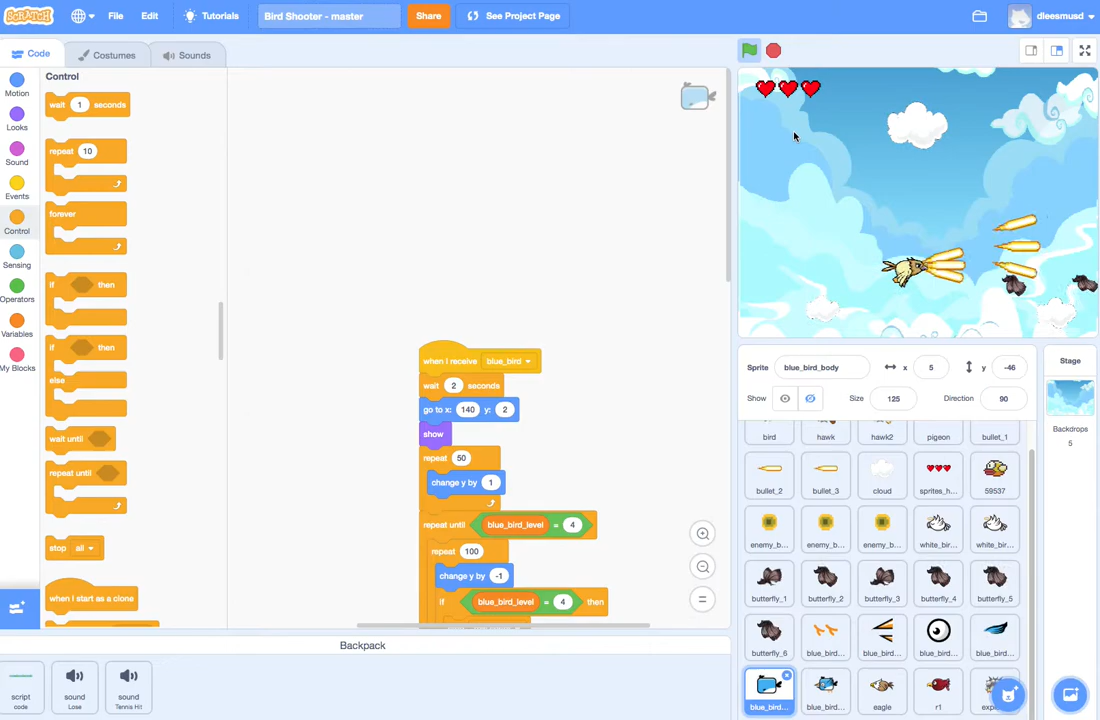 SCRATCH
File
Edit
Tutorials
Bird Shooter - master
Share
See Project Page
dleesmusd
Code
Costumes
Sounds
Motion
Looks
Sound
Events
Control
Sensing
Operators
Variables
My Blocks
Control
wait 1 seconds
repeat 10
forever
if then
if then
else
wait until
repeat until
stop all
when I start as a clone
when I receive blue_bird
wait 2 seconds
go to x: 140 y: 2
show
repeat 50
change y by 1
repeat until blue_bird_level = 4
repeat 100
change y by -1
if blue_bird_level = 4 then
Sprite blue_bird_body x 5 y -46
Show Size 125 Direction 90
Stage
Backdrops
5
bird hawk hawk2 pigeon bullet_1
bullet_2 bullet_3 cloud sprites_h... 59537
enemy_b... enemy_b... enemy_b... white_bir... white_bir...
butterfly_1 butterfly_2 butterfly_3 butterfly_4 butterfly_5
butterfly_6 blue_bird... blue_bird... blue_bird... blue_bird...
blue_bird... blue_bird... eagle r1
Backpack
script
code
sound
Lose
sound
Tennis Hit